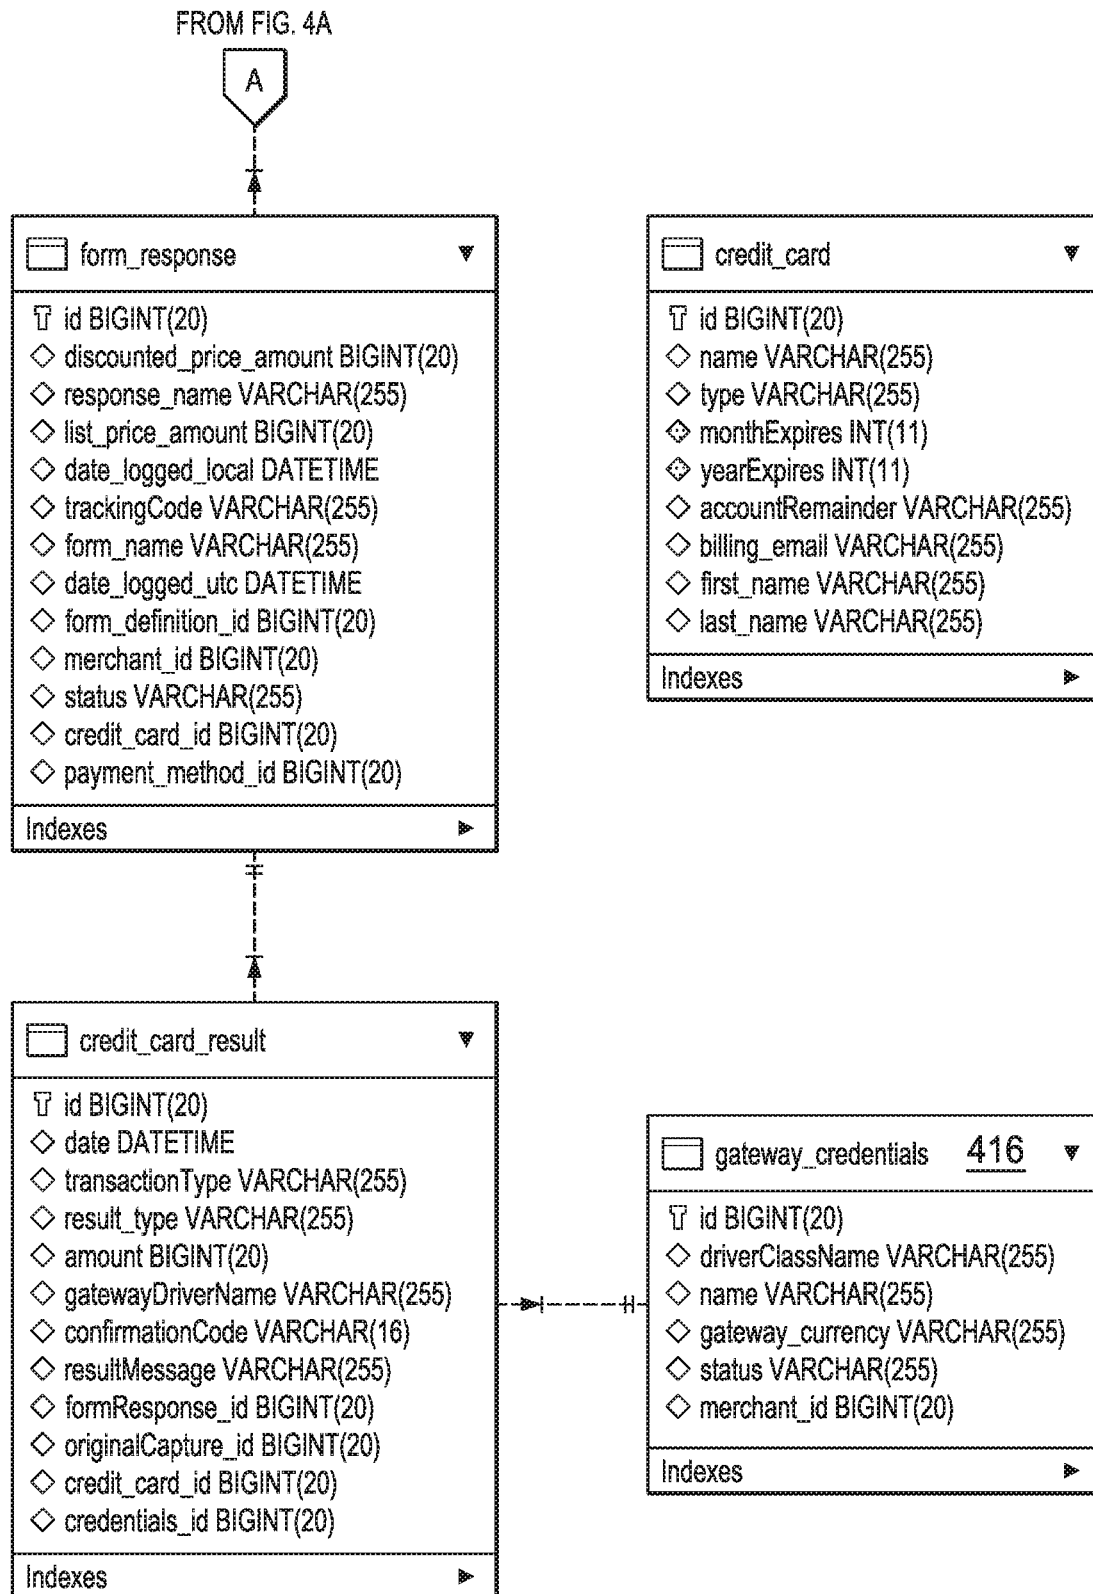 FROM FIG. 4A
A
form_response
id BIGINT(20)
discounted_price_amount BIGINT(20)
response_name VARCHAR(255)
list_price_amount BIGINT(20)
date_logged_local DATETIME
trackingCode VARCHAR(255)
form_name VARCHAR(255)
date_logged_utc DATETIME
form_definition_id BIGINT(20)
merchant_id BIGINT(20)
status VARCHAR(255)
credit_card_id BIGINT(20)
payment_method_id BIGINT(20)
Indexes
credit_card
id BIGINT(20)
name VARCHAR(255)
type VARCHAR(255)
monthExpires INT(11)
yearExpires INT(11)
accountRemainder VARCHAR(255)
billing_email VARCHAR(255)
first_name VARCHAR(255)
last_name VARCHAR(255)
Indexes
credit_card_result
id BIGINT(20)
date DATETIME
transactionType VARCHAR(255)
result_type VARCHAR(255)
amount BIGINT(20)
gatewayDriverName VARCHAR(255)
confirmationCode VARCHAR(16)
resultMessage VARCHAR(255)
formResponse_id BIGINT(20)
originalCapture_id BIGINT(20)
credit_card_id BIGINT(20)
credentials_id BIGINT(20)
Indexes
gateway_credentials 416
id BIGINT(20)
driverClassName VARCHAR(255)
name VARCHAR(255)
gateway_currency VARCHAR(255)
status VARCHAR(255)
merchant_id BIGINT(20)
Indexes